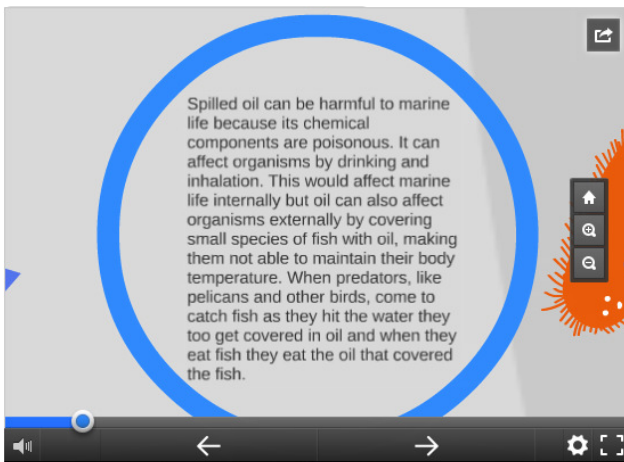 Spilled oil can be harmful to marine
life because its chemical
components are poisonous. It can
affect organisms by drinking and
inhalation. This would affect marine
life internally but oil can also affect
organisms externally by covering
small species of fish with oil, making
them not able to maintain their body
temperature. When predators, like
pelicans and other birds, come to
catch fish as they hit the water they
too get covered in oil and when they
eat fish they eat the oil that covered
the fish.